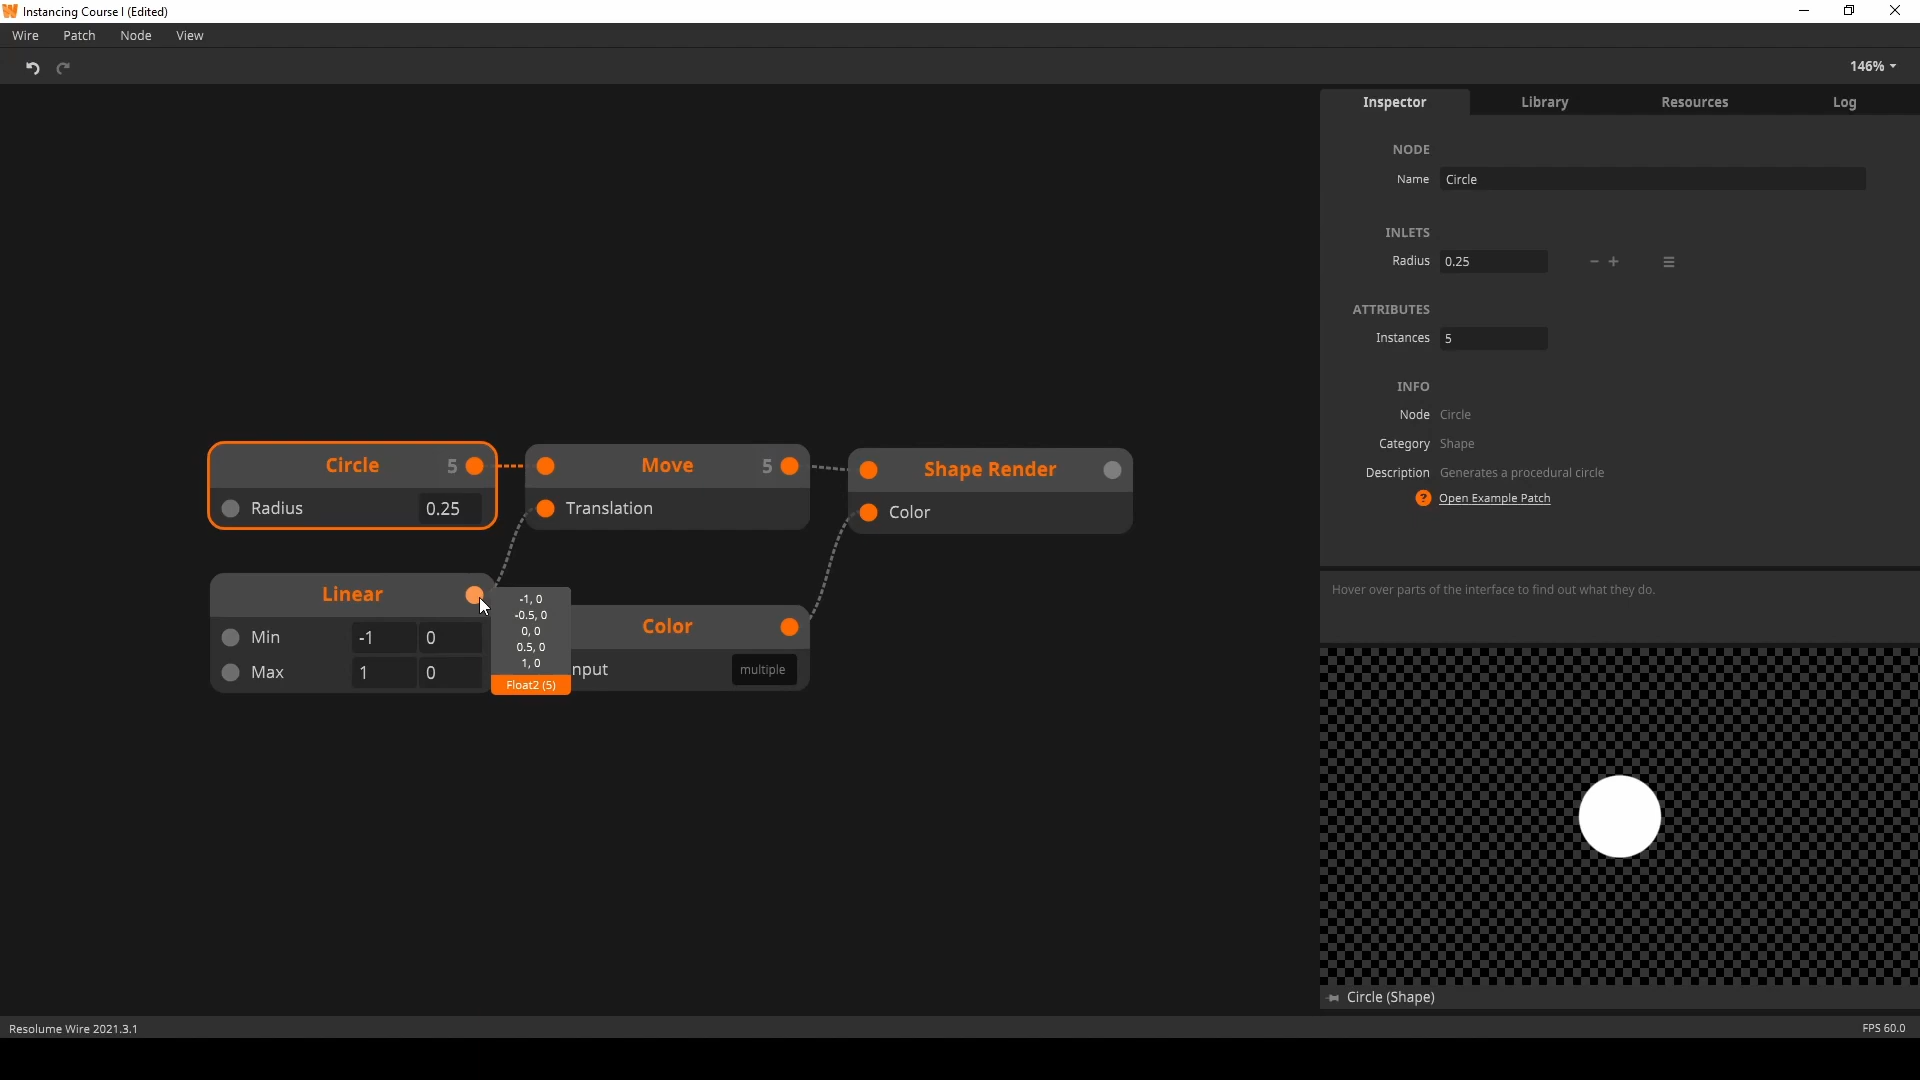 Instancing Course I (Edited)
Wire Patch Node View
146%
Inspector Library Resources Log
NODE
Name Circle
INLETS
Radius 0.25 − +
ATTRIBUTES
Instances 5
INFO
Node Circle
Category Shape
Description Generates a procedural circle
? Open Example Patch
Circle 5
Radius 0.25
Move 5
Translation
Shape Render
Color
Linear
Min -1 0
Max 1 0
-1, 0
-0.5, 0
0, 0
0.5, 0
1, 0
Float2 (5)
Color
nput multiple
Hover over parts of the interface to find out what they do.
Circle (Shape)
Resolume Wire 2021.3.1
FPS 60.0